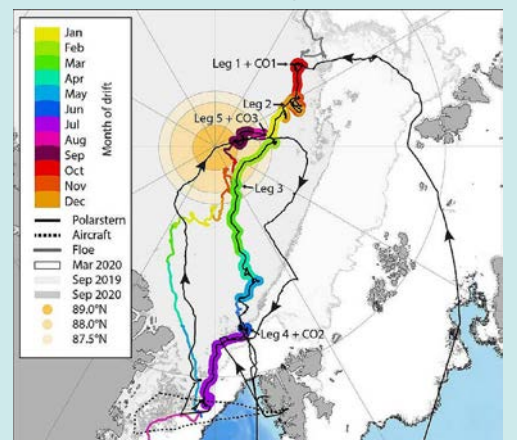 Jan
Feb
Mar
Apr
May
Jun
Jul
Aug
Sep
Oct
Nov
Dec
Month of drift
Polarstern
Aircraft
Floe
Mar 2020
Sep 2019
Sep 2020
89.0°N
88.0°N
87.5°N
Leg 1 + CO1
Leg 2
Leg 5 + CO3
Leg 3
Leg 4 + CO2